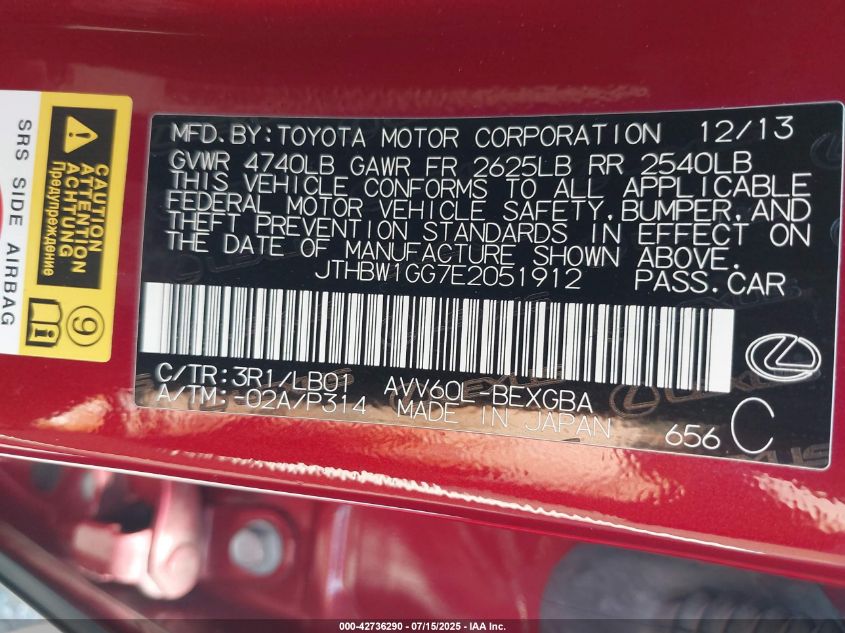 SRS SIDE AIRBAG
CAUTION
ATTENTION
ACHTUNG
Предупреждение
9
MFD.BY:TOYOTA MOTOR CORPORATION 12/13
GVWR 4740LB GAWR FR 2625LB RR 2540LB
THIS VEHICLE CONFORMS TO ALL APPLICABLE
FEDERAL MOTOR VEHICLE SAFETY,BUMPER,AND
THEFT PREVENTION STANDARDS IN EFFECT ON
THE DATE OF MANUFACTURE SHOWN ABOVE.
JTHBW1GG7E2051912 PASS.CAR
C/TR:3R1/LB01 AVV60L-BEXGBA
A/TM:-02A/P314 MADE IN JAPAN
656 C
LEXUS
000-42736290 - 07/15/2025 - IAA Inc.